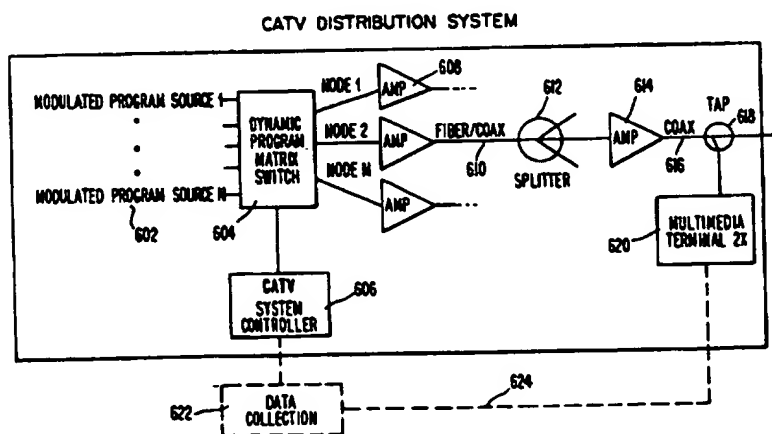 CATV DISTRIBUTION SYSTEM
MODULATED PROGRAM SOURCE 1
MODULATED PROGRAM SOURCE N
602
DYNAMIC
PROGRAM
MATRIX
SWITCH
604
NODE 1
NODE 2
NODE M
AMP
608
AMP
AMP
FIBER/COAX
610
612
SPLITTER
614
AMP
COAX
616
TAP
618
620
MULTIMEDIA
TERMINAL 2X
CATV
SYSTEM
CONTROLLER
606
622
DATA
COLLECTION
624